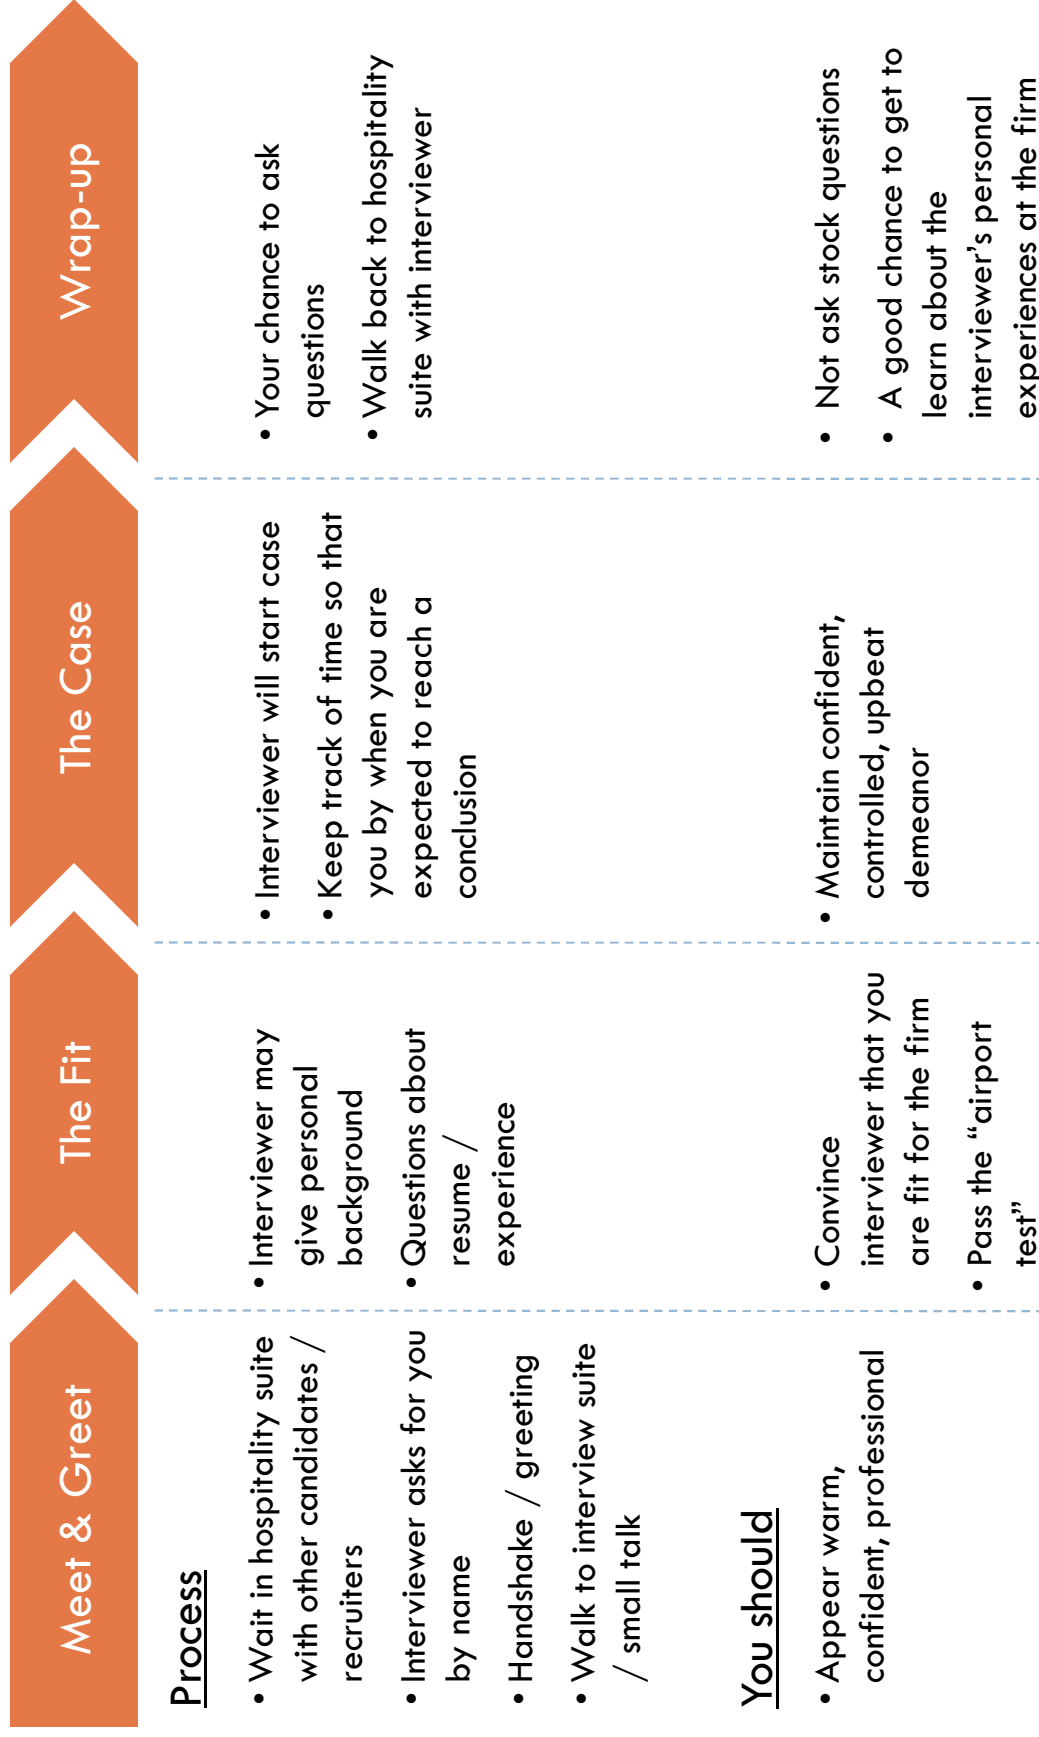 Meet & Greet
The Fit
The Case
Wrap-up
Process
• Wait in hospitality suite
with other candidates /
recruiters
• Interviewer asks for you
by name
• Handshake / greeting
• Walk to interview suite
/ small talk
• Interviewer may
give personal
background
• Questions about
resume /
experience
• Interviewer will start case
• Keep track of time so that
you by when you are
expected to reach a
conclusion
• Your chance to ask
questions
• Walk back to hospitality
suite with interviewer
You should
• Appear warm,
confident, professional
• Convince
interviewer that you
are fit for the firm
• Pass the “airport
test”
• Maintain confident,
controlled, upbeat
demeanor
• Not ask stock questions
• A good chance to get to
learn about the
interviewer’s personal
experiences at the firm